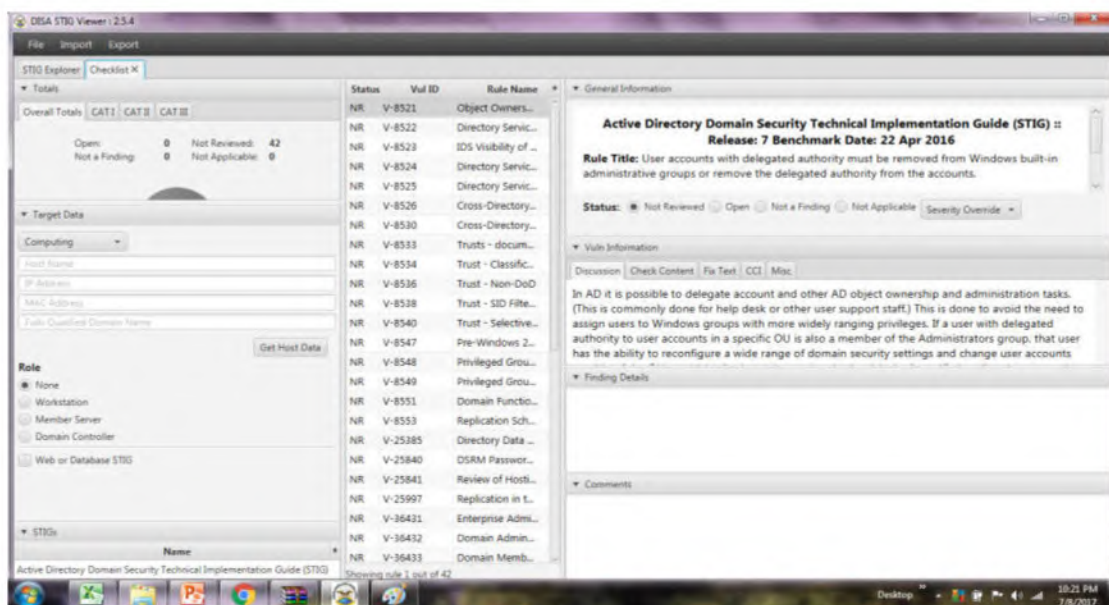 DISA STIG Viewer : 2.5.4
File Import Export
STIG Explorer Checklist X
Totals
Overall Totals CAT I CAT II CAT III
Open: 0 Not Reviewed: 42
Not a Finding: 0 Not Applicable: 0
Target Data
Computing
Host Name
IP Address
MAC Address
Fully Qualified Domain Name
Get Host Data
Role
None
Workstation
Member Server
Domain Controller
Web or Database STIG
STIGs
Name
Active Directory Domain Security Technical Implementation Guide (STIG)
Status Vul ID Rule Name
NR V-8521 Object Owners...
NR V-8522 Directory Servic...
NR V-8523 IDS Visibility of ...
NR V-8524 Directory Servic...
NR V-8525 Directory Servic...
NR V-8526 Cross-Directory...
NR V-8530 Cross-Directory...
NR V-8533 Trusts - docum...
NR V-8534 Trust - Classific...
NR V-8536 Trust - Non-DoD
NR V-8538 Trust - SID Filte...
NR V-8540 Trust - Selective...
NR V-8547 Pre-Windows 2...
NR V-8548 Privileged Grou...
NR V-8549 Privileged Grou...
NR V-8551 Domain Functio...
NR V-8553 Replication Sch...
NR V-25385 Directory Data ...
NR V-25840 DSRM Passwor...
NR V-25841 Review of Hosti...
NR V-25997 Replication in t...
NR V-36431 Enterprise Admi...
NR V-36432 Domain Admin...
NR V-36433 Domain Memb...
Showing rule 1 out of 42
General Information
Active Directory Domain Security Technical Implementation Guide (STIG) ::
Release: 7 Benchmark Date: 22 Apr 2016
Rule Title: User accounts with delegated authority must be removed from Windows built-in
administrative groups or remove the delegated authority from the accounts.
Status: Not Reviewed Open Not a Finding Not Applicable Severity Override
Vuln Information
Discussion Check Content Fix Text CCI Misc
In AD it is possible to delegate account and other AD object ownership and administration tasks.
(This is commonly done for help desk or other user support staff.) This is done to avoid the need to
assign users to Windows groups with more widely ranging privileges. If a user with delegated
authority to user accounts in a specific OU is also a member of the Administrators group, that user
has the ability to reconfigure a wide range of domain security settings and change user accounts
Finding Details
Comments
Desktop
10:21 PM
7/8/2017